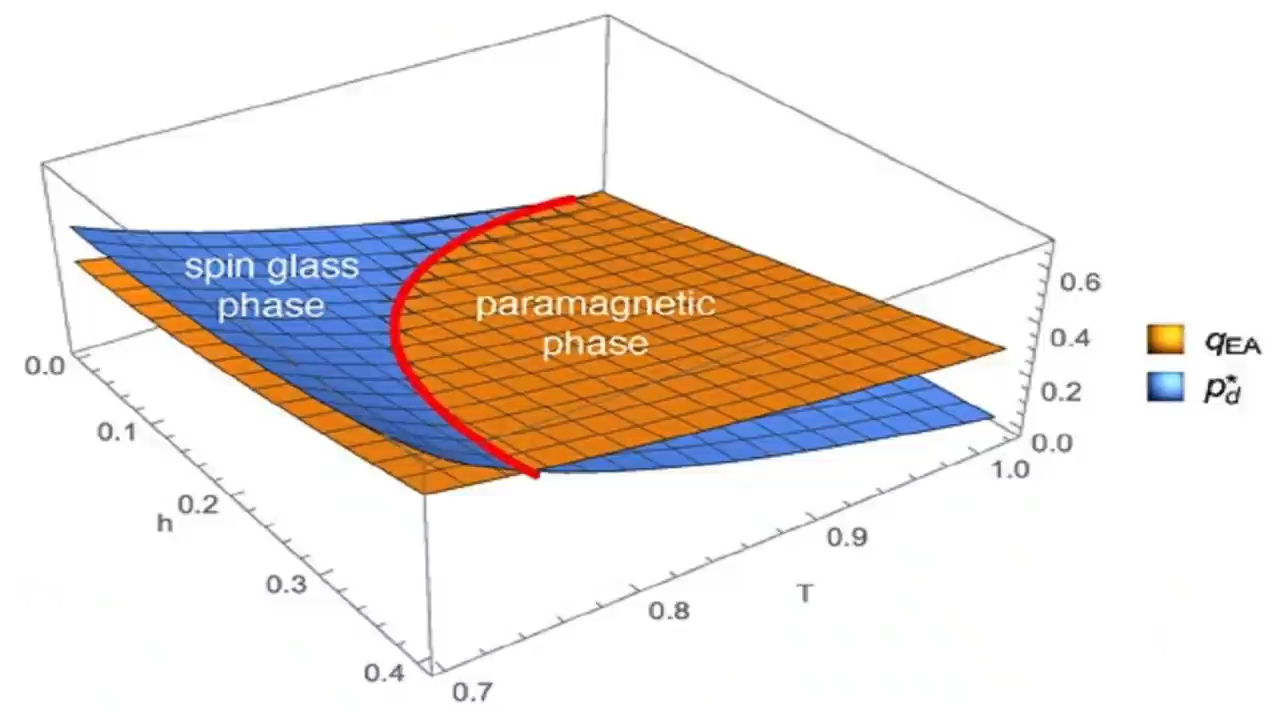 spin glass
phase
paramagnetic
phase
0.6
0.4
0.2
0.0
q_EA
p*_d
0.0
0.1
0.2
0.3
0.4
h
0.7
0.8
0.9
1.0
T